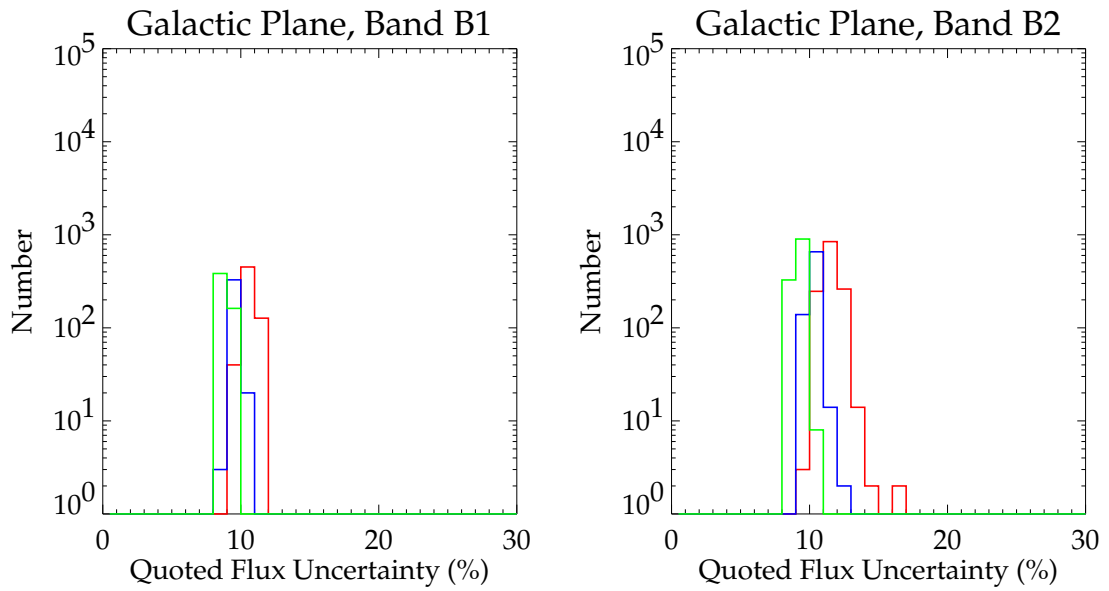 Galactic Plane, Band B1
10^5
10^4
10^3
10^2
10^1
10^0
Number
0 10 20 30
Quoted Flux Uncertainty (%)
Galactic Plane, Band B2
10^5
10^4
10^3
10^2
10^1
10^0
Number
0 10 20 30
Quoted Flux Uncertainty (%)